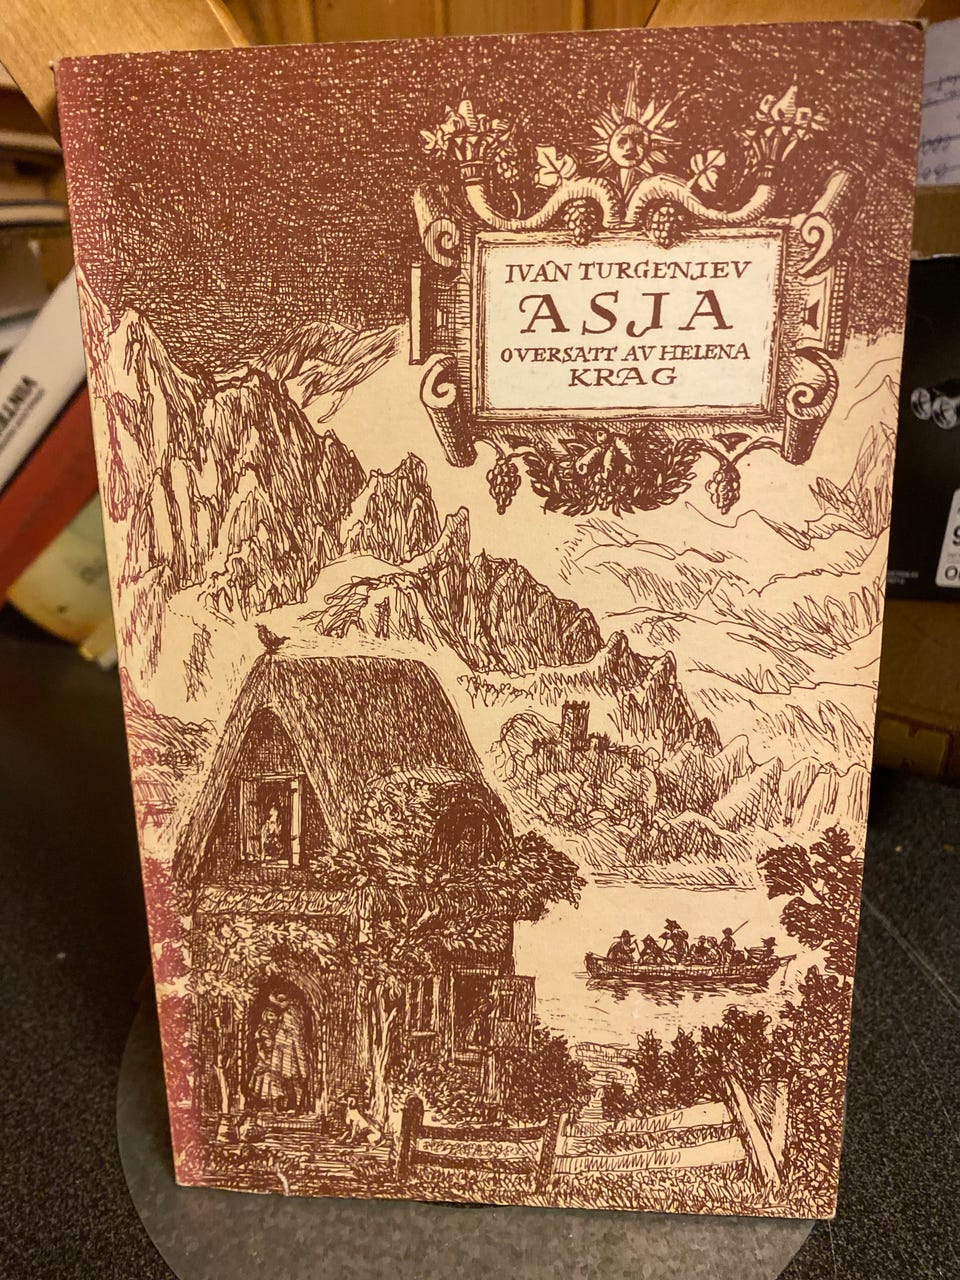 IVAN TURGENJEV
ASJA
OVERSATT AV HELENA
KRAG